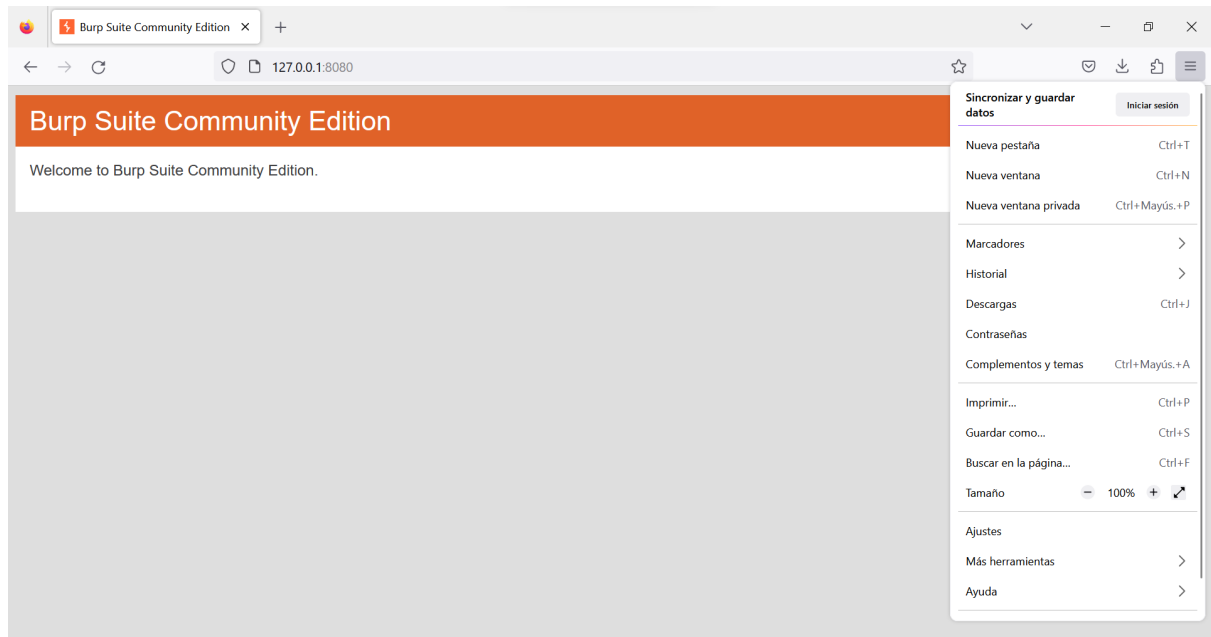 Burp Suite Community Edition
127.0.0.1:8080
Burp Suite Community Edition
Welcome to Burp Suite Community Edition.
Sincronizar y guardar
datos
Iniciar sesión
Nueva pestaña Ctrl+T
Nueva ventana Ctrl+N
Nueva ventana privada Ctrl+Mayús.+P
Marcadores
Historial
Descargas Ctrl+J
Contraseñas
Complementos y temas Ctrl+Mayús.+A
Imprimir... Ctrl+P
Guardar como... Ctrl+S
Buscar en la página... Ctrl+F
Tamaño − 100% +
Ajustes
Más herramientas
Ayuda